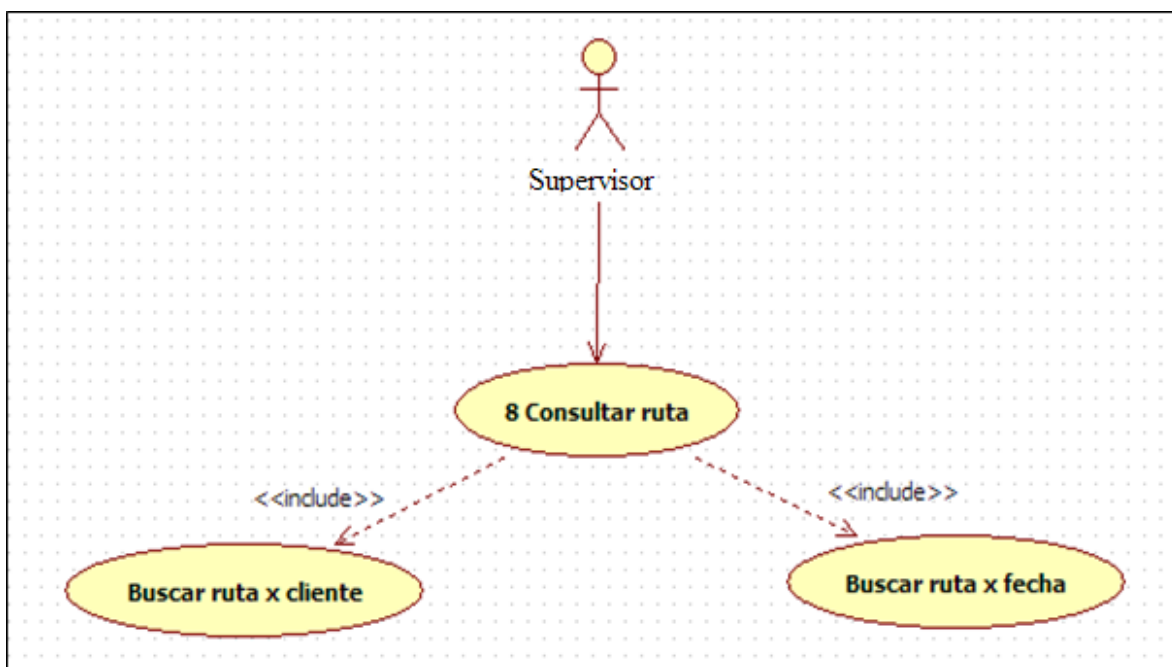 Supervisor
8 Consultar ruta
<<include>>
<<include>>
Buscar ruta x cliente
Buscar ruta x fecha